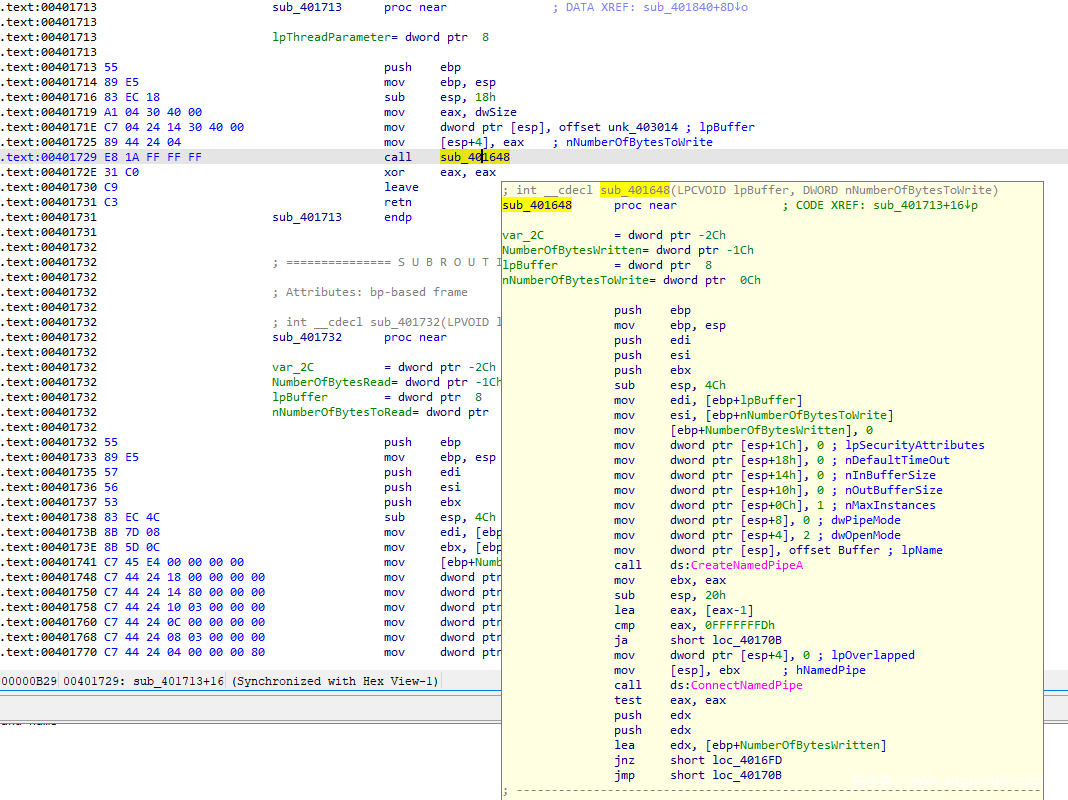 .text:00401713 sub_401713 proc near ; DATA XREF: sub_401840+8D↓o
.text:00401713
.text:00401713 lpThreadParameter= dword ptr 8
.text:00401713
.text:00401713 55 push ebp
.text:00401714 89 E5 mov ebp, esp
.text:00401716 83 EC 18 sub esp, 18h
.text:00401719 A1 04 30 40 00 mov eax, dwSize
.text:0040171E C7 04 24 14 30 40 00 mov dword ptr [esp], offset unk_403014 ; lpBuffer
.text:00401725 89 44 24 04 mov [esp+4], eax ; nNumberOfBytesToWrite
.text:00401729 E8 1A FF FF FF call sub_401648
.text:0040172E 31 C0 xor eax, eax
.text:00401730 C9 leave
.text:00401731 C3 retn
.text:00401731 sub_401713 endp
.text:00401731
.text:00401732
.text:00401732 ; =============== S U B R O U T I
.text:00401732
.text:00401732 ; Attributes: bp-based frame
.text:00401732
.text:00401732 ; int __cdecl sub_401732(LPVOID l
.text:00401732 sub_401732 proc near
.text:00401732
.text:00401732 var_2C = dword ptr -2Ch
.text:00401732 NumberOfBytesRead= dword ptr -1Ch
.text:00401732 lpBuffer = dword ptr 8
.text:00401732 nNumberOfBytesToRead= dword ptr
.text:00401732
.text:00401732 55 push ebp
.text:00401733 89 E5 mov ebp, esp
.text:00401735 57 push edi
.text:00401736 56 push esi
.text:00401737 53 push ebx
.text:00401738 83 EC 4C sub esp, 4Ch
.text:0040173B 8B 7D 08 mov edi, [ebp
.text:0040173E 8B 5D 0C mov ebx, [ebp
.text:00401741 C7 45 E4 00 00 00 00 mov [ebp+Numb
.text:00401748 C7 44 24 18 00 00 00 00 mov dword ptr
.text:00401750 C7 44 24 14 80 00 00 00 mov dword ptr
.text:00401758 C7 44 24 10 03 00 00 00 mov dword ptr
.text:00401760 C7 44 24 0C 00 00 00 00 mov dword ptr
.text:00401768 C7 44 24 08 03 00 00 00 mov dword ptr
.text:00401770 C7 44 24 04 00 00 00 80 mov dword ptr
00000B29 00401729: sub_401713+16 (Synchronized with Hex View-1)
; int __cdecl sub_401648(LPCVOID lpBuffer, DWORD nNumberOfBytesToWrite)
sub_401648 proc near ; CODE XREF: sub_401713+16↓p
var_2C = dword ptr -2Ch
NumberOfBytesWritten= dword ptr -1Ch
lpBuffer = dword ptr 8
nNumberOfBytesToWrite= dword ptr 0Ch
push ebp
mov ebp, esp
push edi
push esi
push ebx
sub esp, 4Ch
mov edi, [ebp+lpBuffer]
mov esi, [ebp+nNumberOfBytesToWrite]
mov [ebp+NumberOfBytesWritten], 0
mov dword ptr [esp+1Ch], 0 ; lpSecurityAttributes
mov dword ptr [esp+18h], 0 ; nDefaultTimeOut
mov dword ptr [esp+14h], 0 ; nInBufferSize
mov dword ptr [esp+10h], 0 ; nOutBufferSize
mov dword ptr [esp+0Ch], 1 ; nMaxInstances
mov dword ptr [esp+8], 0 ; dwPipeMode
mov dword ptr [esp+4], 2 ; dwOpenMode
mov dword ptr [esp], offset Buffer ; lpName
call ds:CreateNamedPipeA
mov ebx, eax
sub esp, 20h
lea eax, [eax-1]
cmp eax, 0FFFFFFFDh
ja short loc_40170B
mov dword ptr [esp+4], 0 ; lpOverlapped
mov [esp], ebx ; hNamedPipe
call ds:ConnectNamedPipe
test eax, eax
push edx
push edx
lea edx, [ebp+NumberOfBytesWritten]
jnz short loc_4016FD
jmp short loc_40170B
; ---------------------------------------------------------------------------